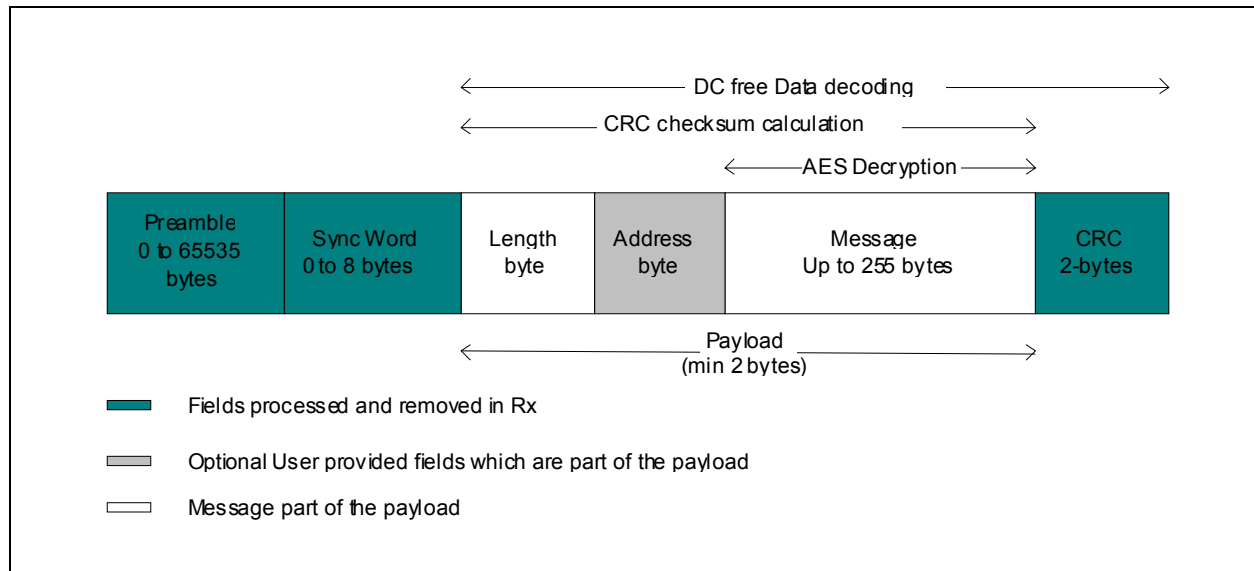 DC free Data decoding
CRC checksum calculation
AES Decryption
Preamble
0 to 65535
bytes
Sync Word
0 to 8 bytes
Length
byte
Address
byte
Message
Up to 255 bytes
CRC
2-bytes
Payload
(min 2 bytes)
Fields processed and removed in Rx
Optional User provided fields which are part of the payload
Message part of the payload